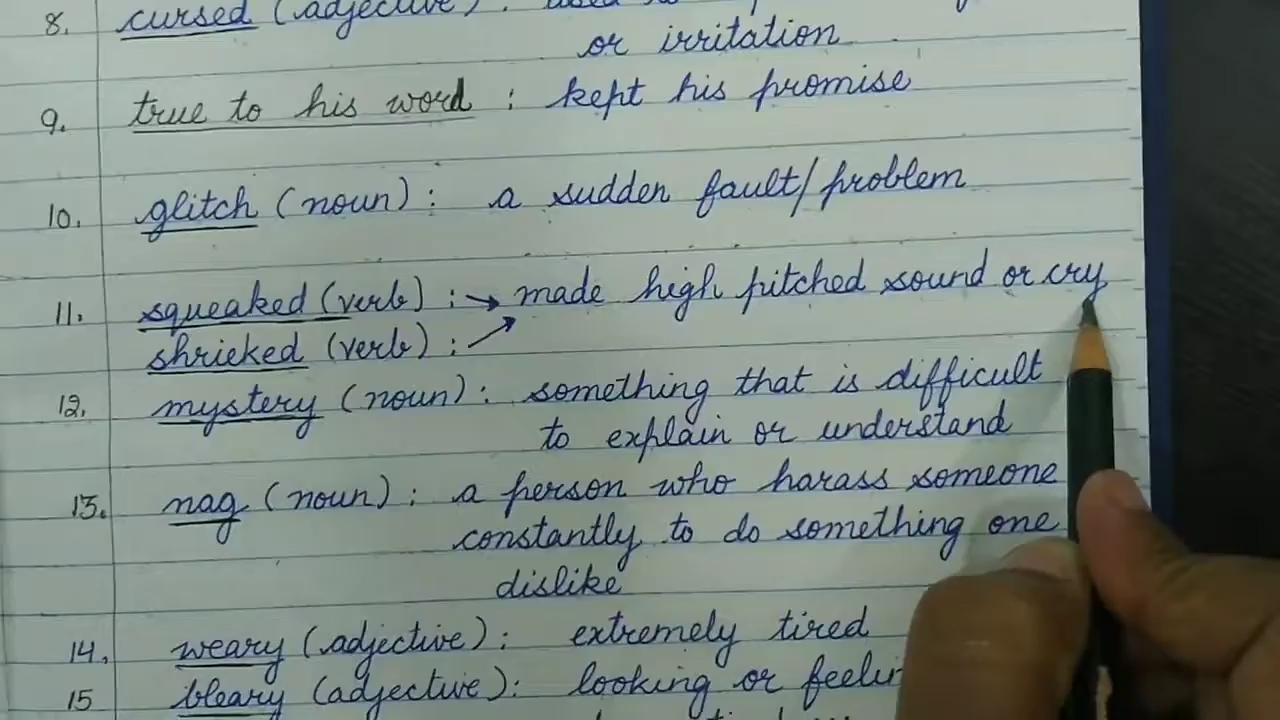 8. cursed (adjective) : used to
or irritation
9. true to his word : kept his promise
10. glitch (noun) : a sudden fault/problem
11. squeaked (verb) : → made high pitched sound or cry
shrieked (verb) :
12. mystery (noun) : something that is difficult
to explain or understand
13. nag (noun) : a person who harass someone
constantly to do something one
dislike
14. weary (adjective) : extremely tired
15 bleary (adjective) : looking or